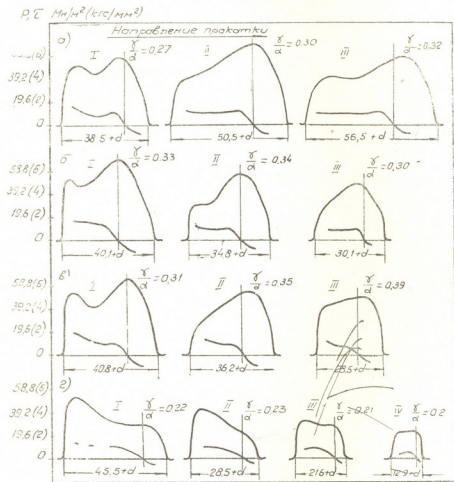 P, τ Мн/м² (кгс/мм²)
Направление прокатки
а) I γ/α = 0,27 II γ/α = 0,30 III γ/α = 0,32
39,2(4)
19,6(2)
0
38,5+d 50,5+d 56,5+d
б) I γ/α = 0,33 II γ/α = 0,34 III γ/α = 0,30
58,8(6)
39,2(4)
19,6(2)
0
40,1+d 34,8+d 30,1+d
в) I γ/α = 0,31 II γ/α = 0,35 III γ/α = 0,39
58,8(6)
39,2(4)
19,6(2)
0
40,8+d 36,2+d 28,5+d
г) I γ/α = 0,22 II γ/α = 0,23 III γ/α = 0,21 IV γ/α = 0,2
58,8(6)
39,2(4)
19,6(2)
0
45,5+d 28,5+d 21,6+d 12,9+d